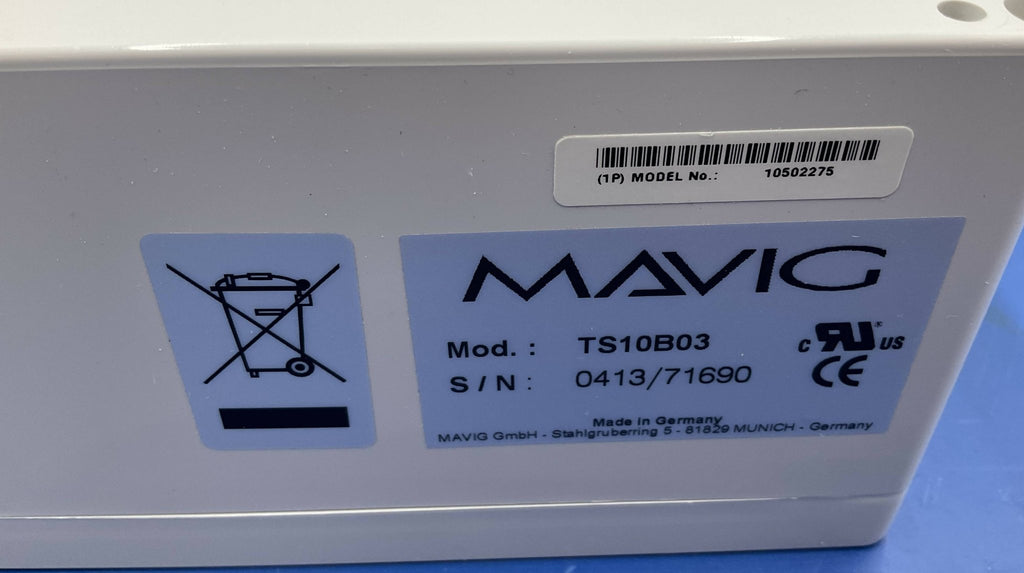 (1P) MODEL No.: 10502275
MAVIG
Mod. : TS10B03
S / N : 0413/71690
c RU US
CE
Made in Germany
MAVIG GmbH - Stahlgruberring 5 - 81829 MUNICH - Germany